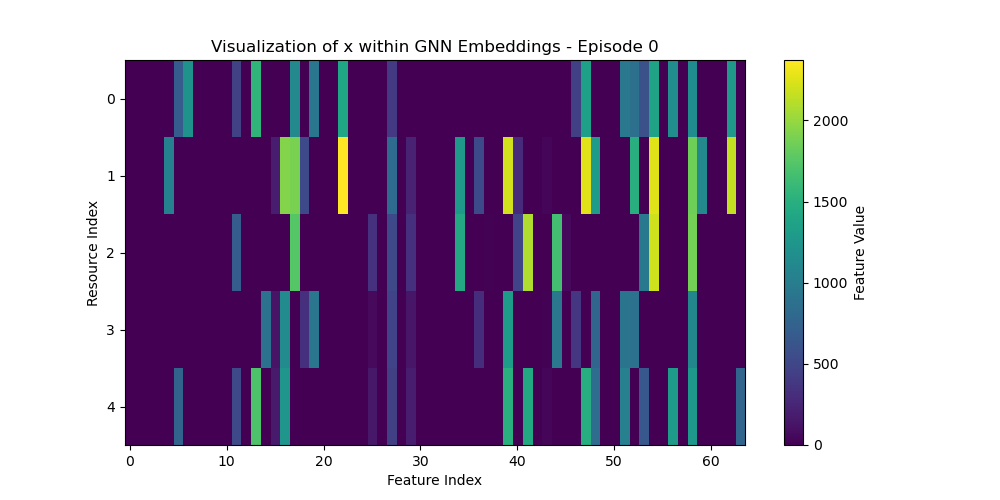 Visualization of x within GNN Embeddings - Episode 0
Resource Index
0
1
2
3
4
0 10 20 30 40 50 60
Feature Index
2000
1500
1000
500
0
Feature Value